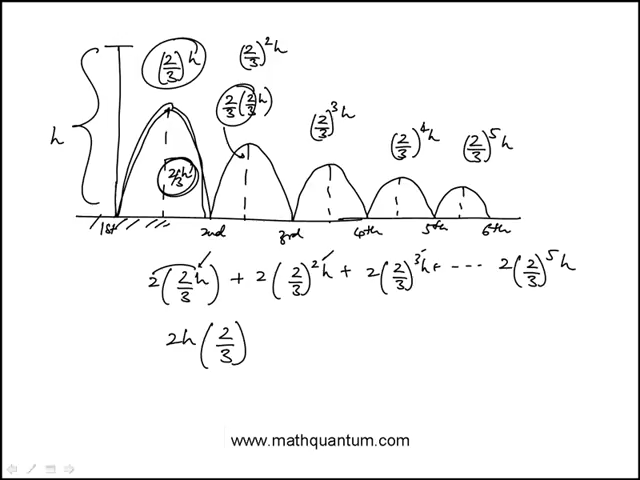 (2/3)h (2/3)^2 h
h 2/3(2/3 h) (2/3)^3 h (2/3)^4 h (2/3)^5 h
2/3 h
1st 2nd 3rd 4th 5th 6th
2(2/3 h) + 2(2/3)^2 h + 2(2/3)^3 h + ---- 2(2/3)^5 h
2h(2/3)
www.mathquantum.com